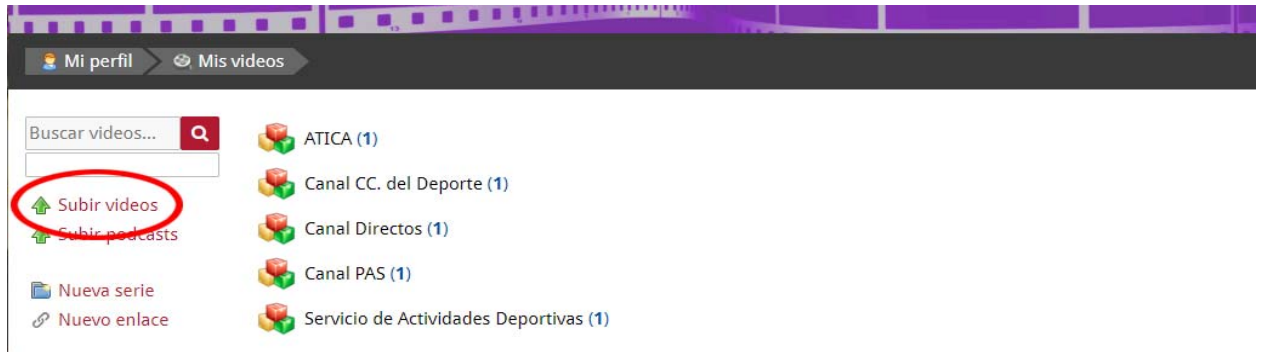 Mi perfil Mis videos
Buscar videos...
Subir videos
Subir podcasts
Nueva serie
Nuevo enlace
ATICA (1)
Canal CC. del Deporte (1)
Canal Directos (1)
Canal PAS (1)
Servicio de Actividades Deportivas (1)